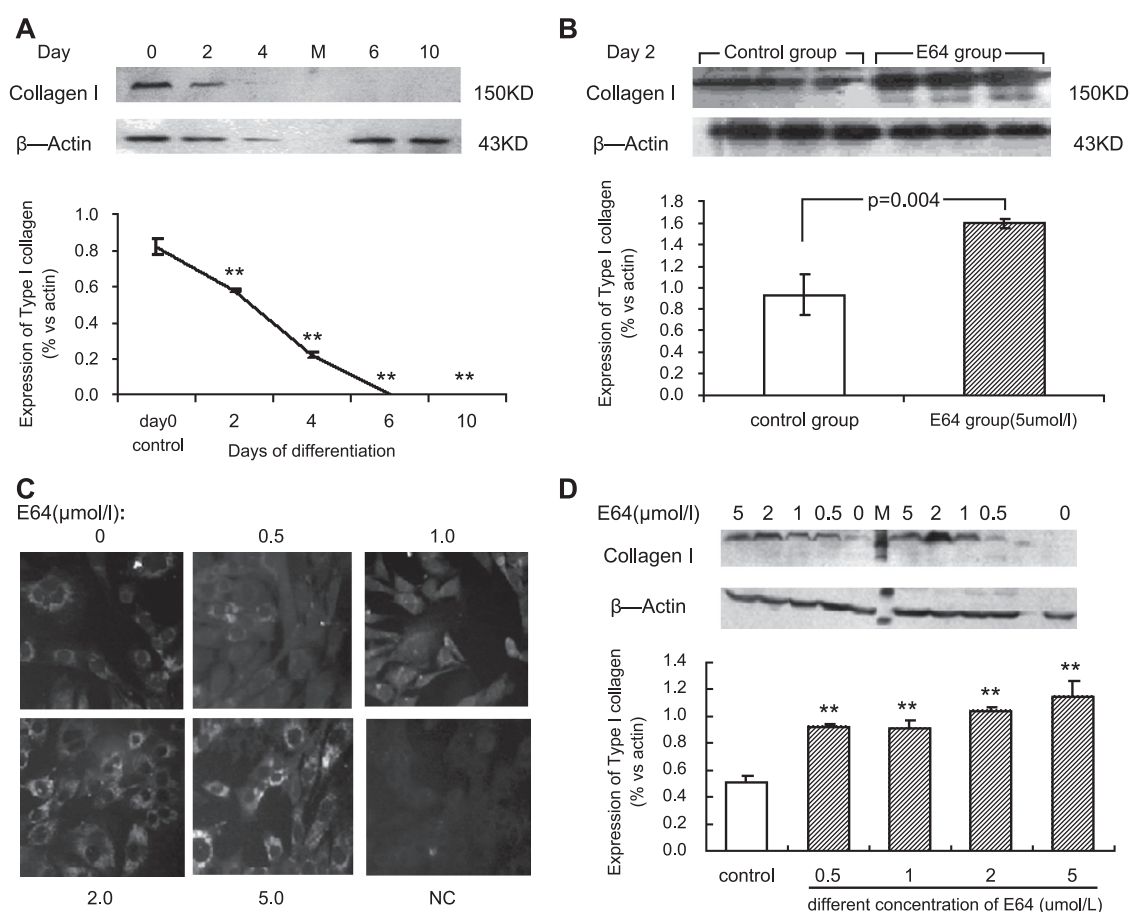 A
Day 0 2 4 M 6 10
Collagen I 150KD
β—Actin 43KD
Expression of Type I collagen
(% vs actin)
1.0
0.8
0.6
0.4
0.2
0.0
**
**
** **
day0 2 4 6 10
control
Days of differentiation
B
Day 2 Control group E64 group
Collagen I 150KD
β—Actin 43KD
Expression of Type I collagen
(% vs actin)
1.8
1.6
1.4
1.2
1.0
0.8
0.6
0.4
0.2
0.0
p=0.004
control group E64 group(5umol/l)
C
E64(μmol/l):
0 0.5 1.0
2.0 5.0 NC
D
E64(μmol/l) 5 2 1 0.5 0 M 5 2 1 0.5 0
Collagen I
β—Actin
Expression of Type I collagen
(% vs actin)
1.4
1.2
1.0
0.8
0.6
0.4
0.2
0.0
** ** ** **
control 0.5 1 2 5
different concentration of E64 (umol/L)